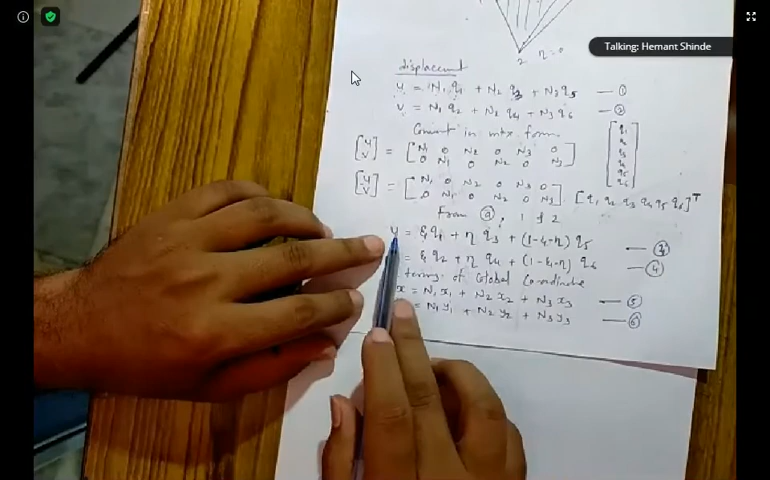 Talking: Hemant Shinde
2 η=0
displacement
u = N₁ q₁ + N₂ q₃ + N₃ q₅ — ①
v = N₁ q₂ + N₂ q₄ + N₃ q₆ — ②
Convert in mtx form
[u v] = [N₁ 0 N₂ 0 N₃ 0 0 N₁ 0 N₂ 0 N₃] [q₁ q₂ q₃ q₄ q₅ q₆]
[u v] = [N₁ 0 N₂ 0 N₃ 0 0 N₁ 0 N₂ 0 N₃] [q₁ q₂ q₃ q₄ q₅ q₆]ᵀ
From ⓐ, 1 & 2
u = ξ q₁ + η q₃ + (1-ξ-η) q₅ — ③
= ξ q₂ + η q₄ + (1-ξ-η) q₆ — ④
terms of Global Coordinate
x = N₁ x₁ + N₂ x₂ + N₃ x₃ — ⑤
= N₁ y₁ + N₂ y₂ + N₃ y₃ — ⑥